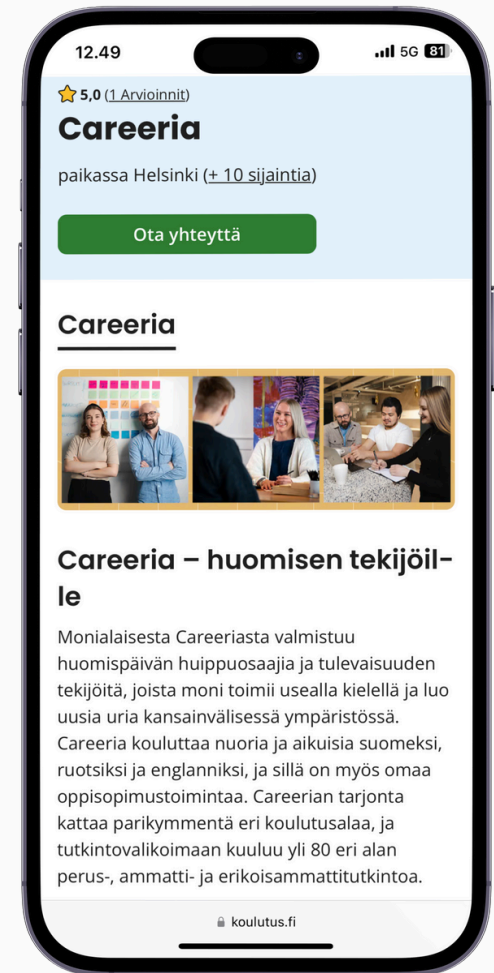 12.49
5G 81
5,0 (1 Arvioinnit)
Careeria
paikassa Helsinki (+ 10 sijaintia)
Ota yhteyttä
Careeria
Careeria – huomisen tekijöil-
le
Monialaisesta Careeriasta valmistuu
huomispäivän huippuosaajia ja tulevaisuuden
tekijöitä, joista moni toimii usealla kielellä ja luo
uusia uria kansainvälisessä ympäristössä.
Careeria kouluttaa nuoria ja aikuisia suomeksi,
ruotsiksi ja englanniksi, ja sillä on myös omaa
oppisopimustoimintaa. Careerian tarjonta
kattaa parikymmentä eri koulutusalaa, ja
tutkintovalikoimaan kuuluu yli 80 eri alan
perus-, ammatti- ja erikoisammattitutkintoa.
koulutus.fi